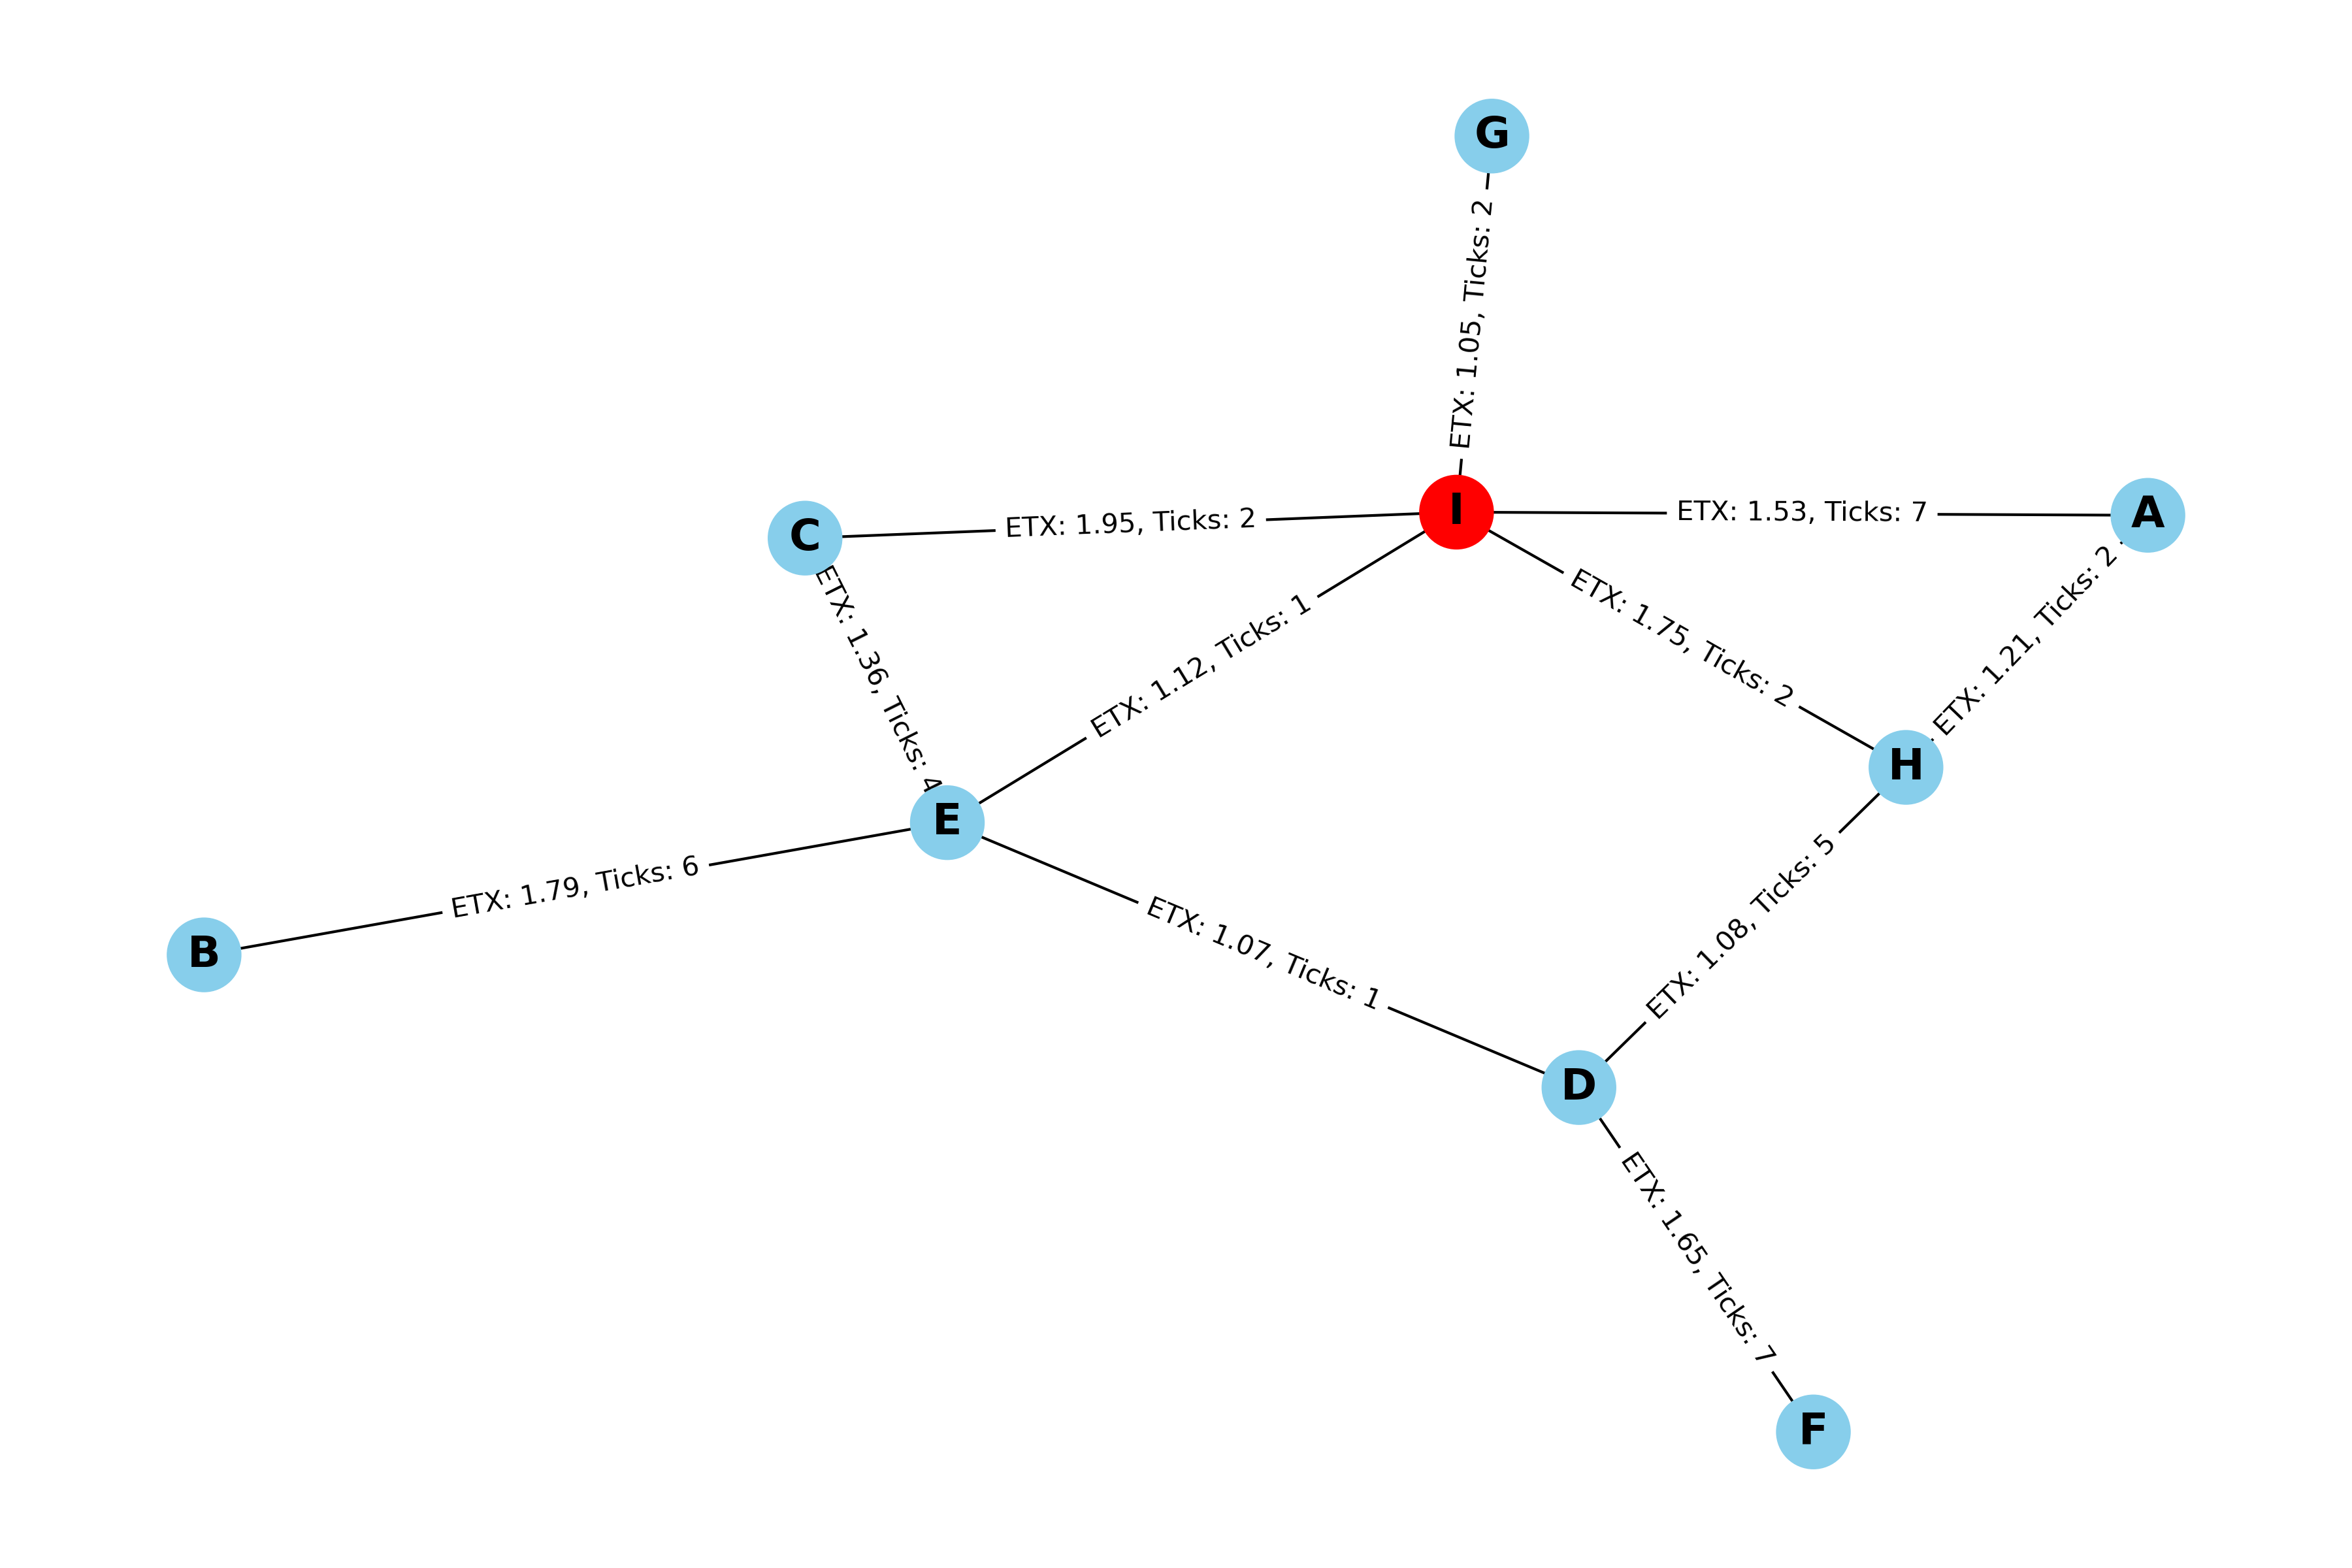 G
ETX: 1.05, Ticks: 2
C
ETX: 1.95, Ticks: 2
I
ETX: 1.53, Ticks: 7
A
ETX: 1.36, Ticks: 4
ETX: 1.12, Ticks: 1
ETX: 1.75, Ticks: 2
ETX: 1.21, Ticks: 2
H
E
ETX: 1.79, Ticks: 6
B
ETX: 1.07, Ticks: 1
ETX: 1.08, Ticks: 5
D
ETX: 1.65, Ticks: 7
F